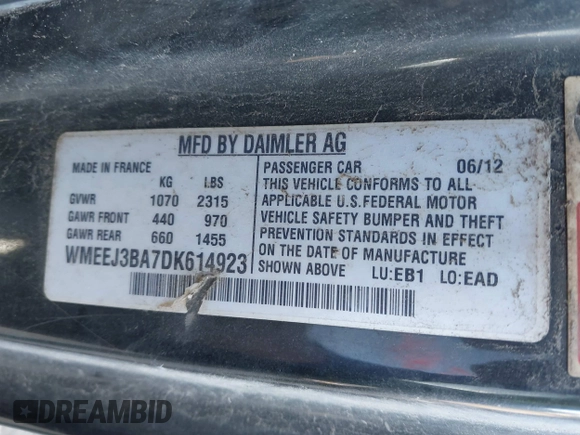 MFD BY DAIMLER AG
MADE IN FRANCE
KG LBS
GVWR 1070 2315
GAWR FRONT 440 970
GAWR REAR 660 1455
WMEEJ3BA7DK614923
PASSENGER CAR 06/12
THIS VEHICLE CONFORMS TO ALL
APPLICABLE U.S.FEDERAL MOTOR
VEHICLE SAFETY BUMPER AND THEFT
PREVENTION STANDARDS IN EFFECT
ON THE DATE OF MANUFACTURE
SHOWN ABOVE LU:EB1 LO:EAD
DREAMBID